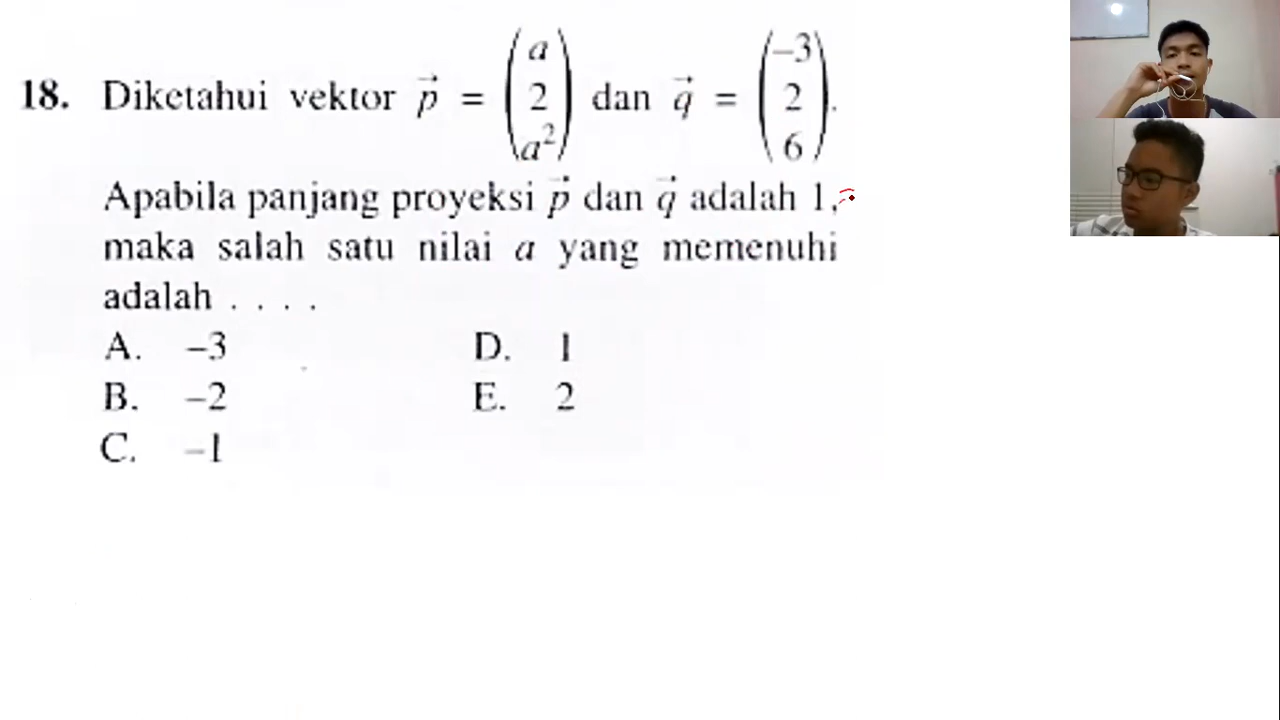 18. Diketahui vektor p⃗ = (a 2 a²) dan q⃗ = (−3 2 6).
Apabila panjang proyeksi p⃗ dan q⃗ adalah 1,
maka salah satu nilai a yang memenuhi
adalah . . . .
A. −3 D. 1
B. −2 E. 2
C. −1